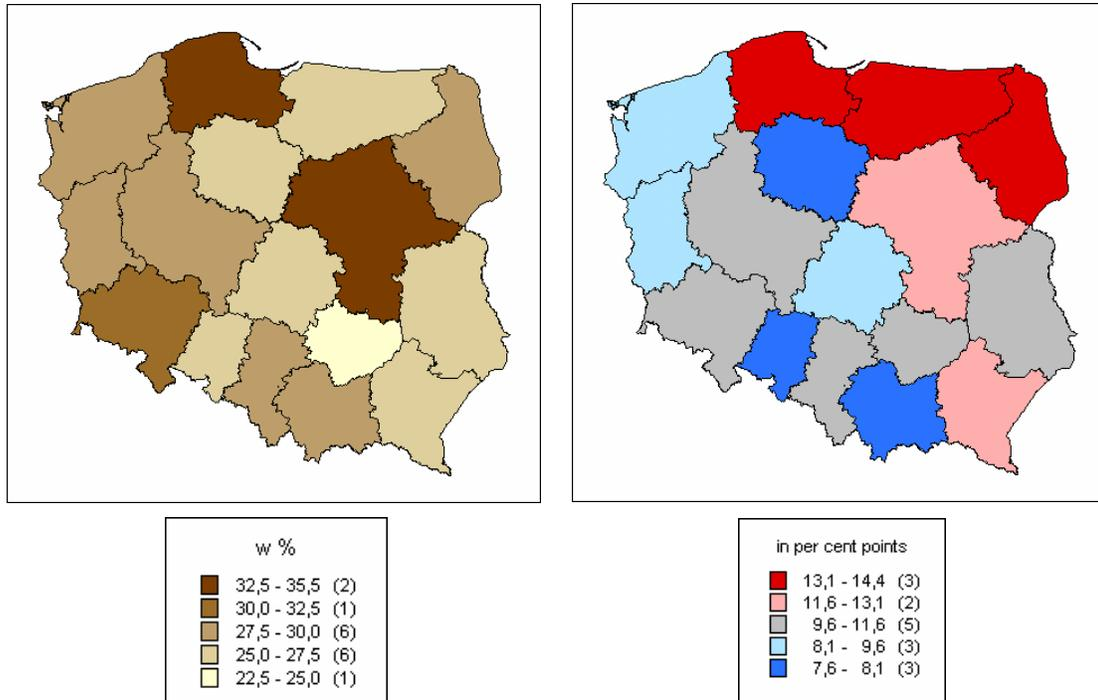 w %
32,5 - 35,5 (2)
30,0 - 32,5 (1)
27,5 - 30,0 (6)
25,0 - 27,5 (6)
22,5 - 25,0 (1)
in per cent points
13,1 - 14,4 (3)
11,6 - 13,1 (2)
9,6 - 11,6 (5)
8,1 - 9,6 (3)
7,6 - 8,1 (3)